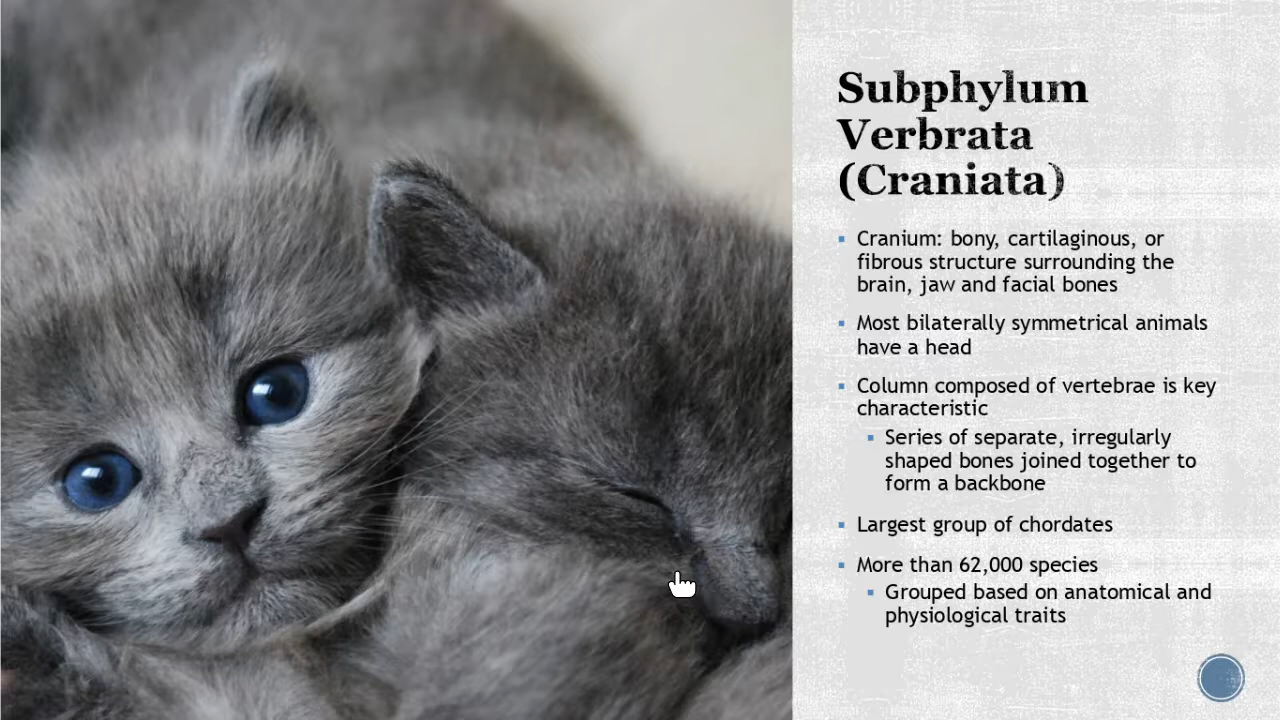 Subphylum
Verbrata
(Craniata)
▪ Cranium: bony, cartilaginous, or
fibrous structure surrounding the
brain, jaw and facial bones
▪ Most bilaterally symmetrical animals
have a head
▪ Column composed of vertebrae is key
characteristic
▪ Series of separate, irregularly
shaped bones joined together to
form a backbone
▪ Largest group of chordates
▪ More than 62,000 species
▪ Grouped based on anatomical and
physiological traits